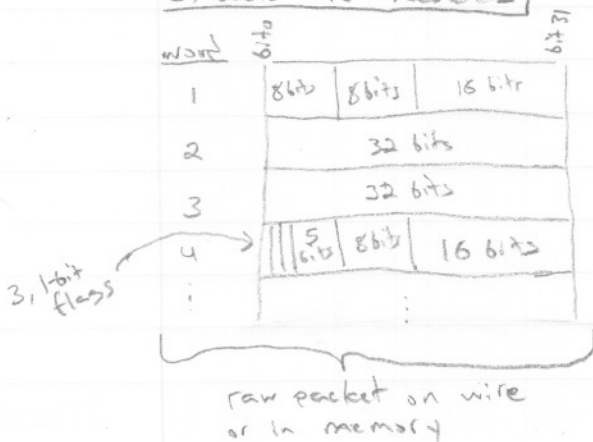 word
bit 0
bit 31
1
8 bits
8 bits
16 bits
2
32 bits
3
32 bits
4
5 bits
8 bits
16 bits
3, 1-bit
flags
⋮
⋮
raw packet on wire
or in memory